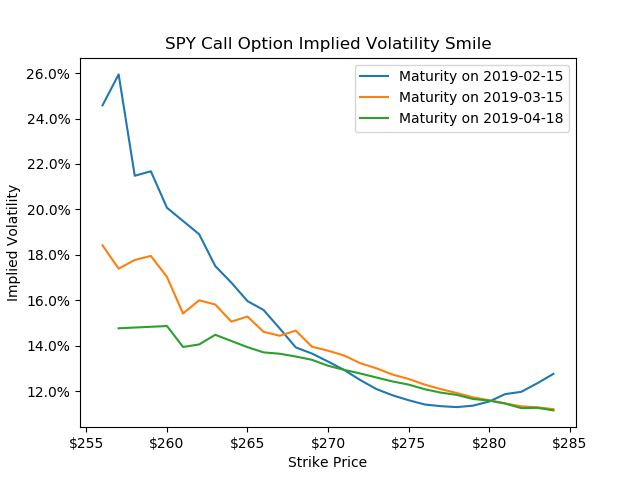 SPY Call Option Implied Volatility Smile
Maturity on 2019-02-15
Maturity on 2019-03-15
Maturity on 2019-04-18
Implied Volatility
26.0%
24.0%
22.0%
20.0%
18.0%
16.0%
14.0%
12.0%
$255
$260
$265
$270
$275
$280
$285
Strike Price